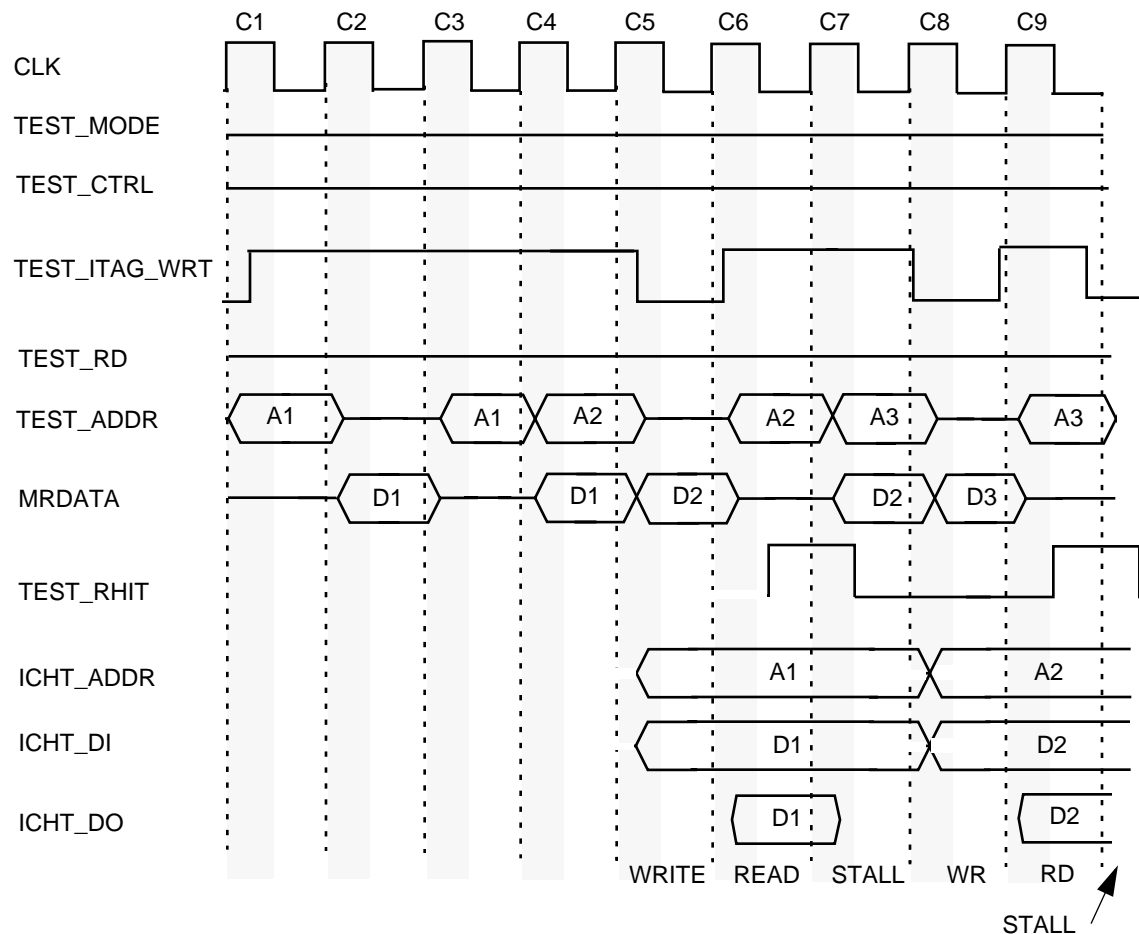 C1 C2 C3 C4 C5 C6 C7 C8 C9
CLK
TEST_MODE
TEST_CTRL
TEST_ITAG_WRT
TEST_RD
TEST_ADDR A1 A1 A2 A2 A3 A3
MRDATA D1 D1 D2 D2 D3
TEST_RHIT
ICHT_ADDR A1 A2
ICHT_DI D1 D2
ICHT_DO D1 D2
WRITE READ STALL WR RD
STALL